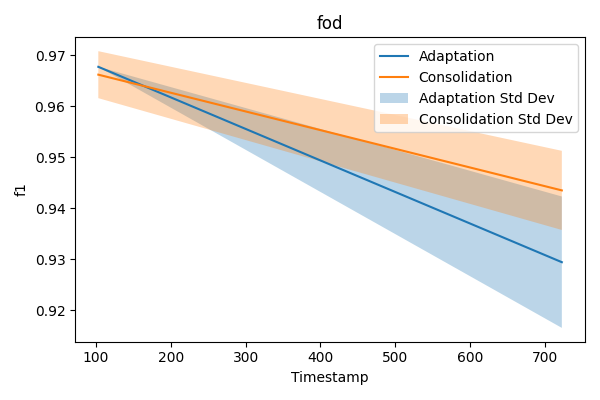 fod
0.97
0.96
0.95
0.94
0.93
0.92
f1
100
200
300
400
500
600
700
Timestamp
Adaptation
Consolidation
Adaptation Std Dev
Consolidation Std Dev